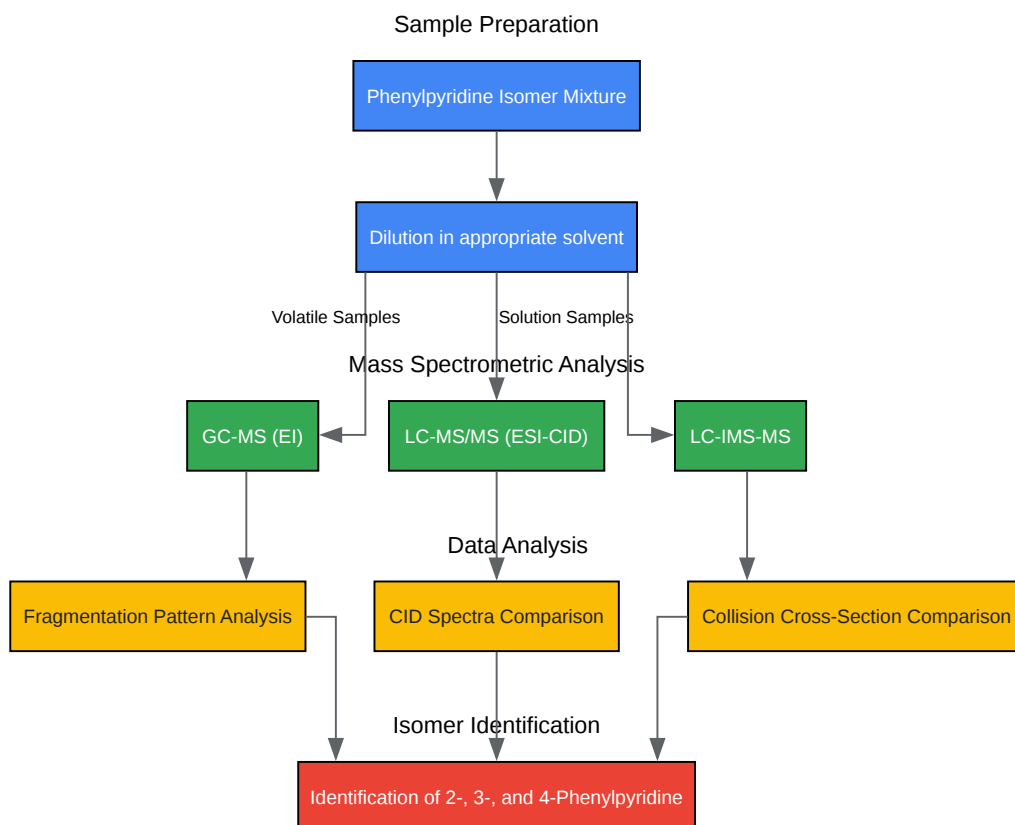 Sample Preparation
Phenylpyridine Isomer Mixture
Dilution in appropriate solvent
Volatile Samples
Solution Samples
Mass Spectrometric Analysis
GC-MS (EI)
LC-MS/MS (ESI-CID)
LC-IMS-MS
Data Analysis
Fragmentation Pattern Analysis
CID Spectra Comparison
Collision Cross-Section Comparison
Isomer Identification
Identification of 2-, 3-, and 4-Phenylpyridine